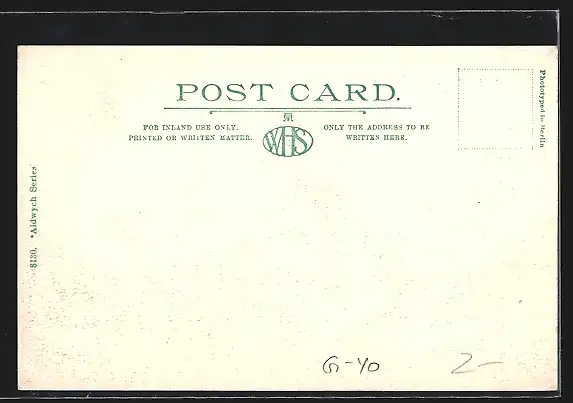 POST CARD.
FOR INLAND USE ONLY.
PRINTED OR WRITTEN MATTER.
WHS
ONLY THE ADDRESS TO BE
WRITTEN HERE.
Phototyped in Berlin
8130. "Aldwych Series"
G-40
2-